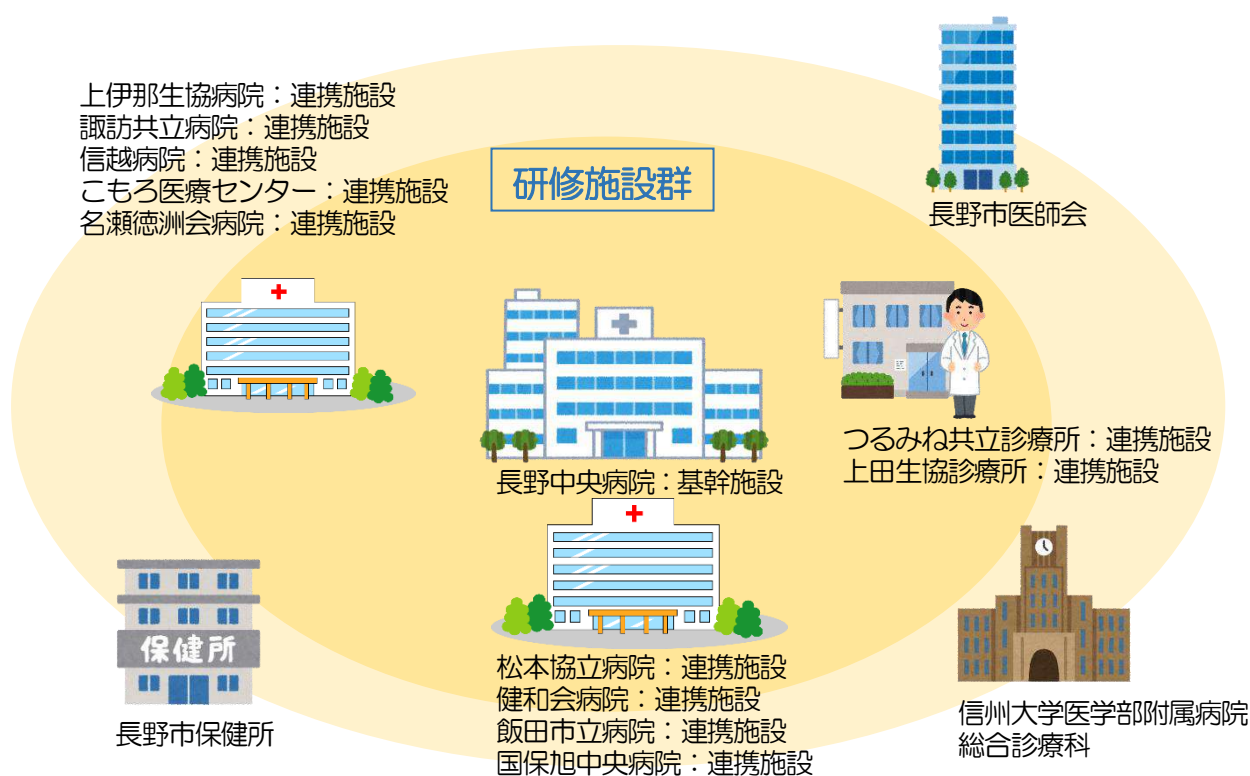 上伊那生協病院：連携施設
諏訪共立病院：連携施設
信越病院：連携施設
こもろ医療センター：連携施設
名瀬徳洲会病院：連携施設
研修施設群
長野市医師会
長野中央病院：基幹施設
つるみね共立診療所：連携施設
上田生協診療所：連携施設
保健所
長野市保健所
松本協立病院：連携施設
健和会病院：連携施設
飯田市立病院：連携施設
国保旭中央病院：連携施設
信州大学医学部附属病院
総合診療科